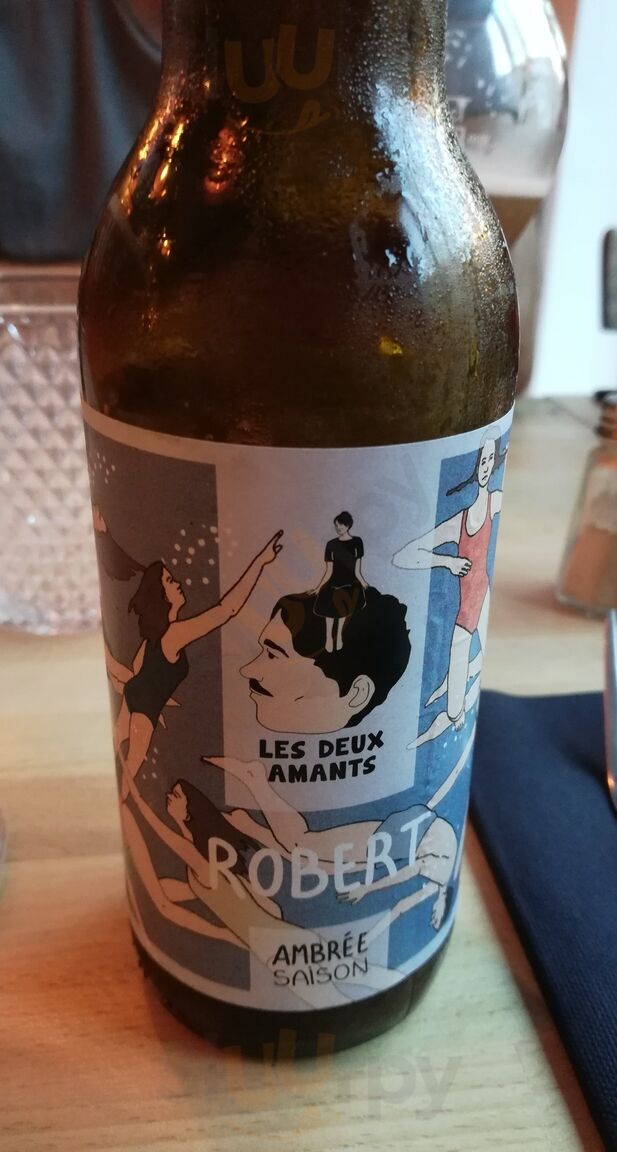 LES DEUX
AMANTS
ROBERT
AMBRÉE
SAISON